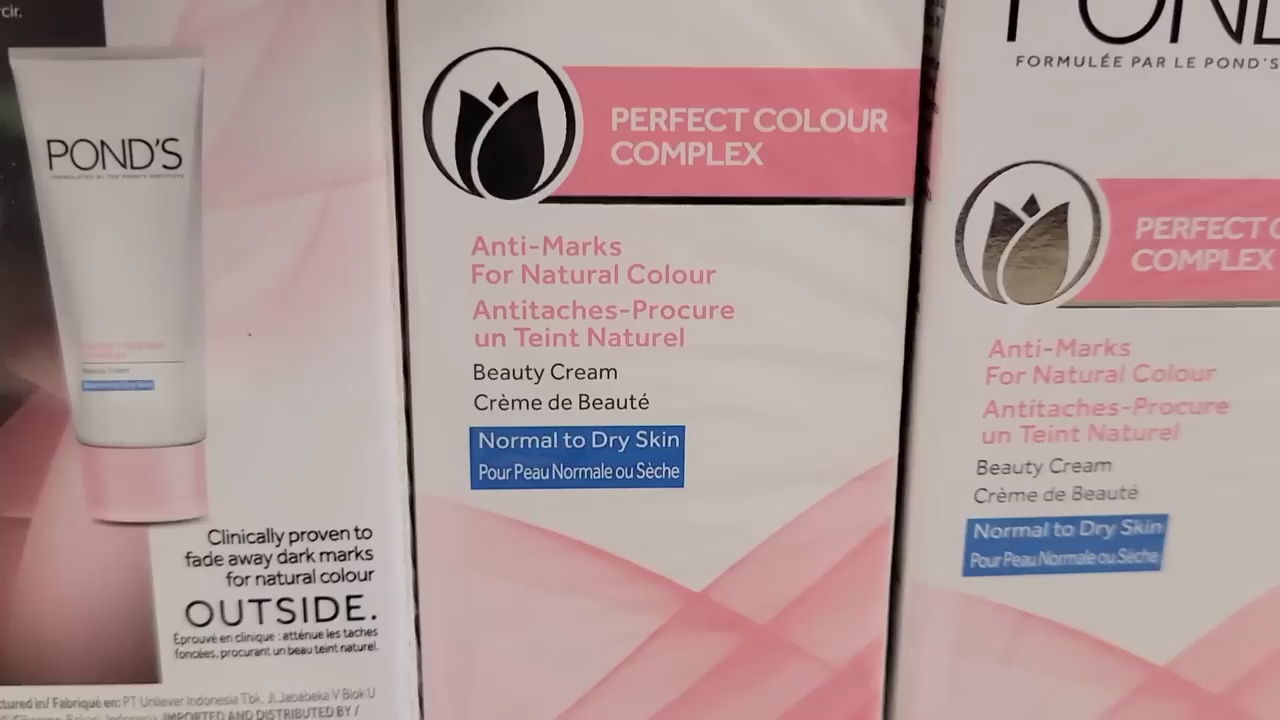 cir.
POND'S
Clinically proven to
fade away dark marks
for natural colour
OUTSIDE.
Éprouvé en clinique : atténue les taches
foncées, procurant un beau teint naturel.
ctured in/ Fabriqué en: PT Unilever Indonesia Tbk. Jl. Jababeka V Blok U
Indonesia. IMPORTED AND DISTRIBUTED BY /
PERFECT COLOUR
COMPLEX
Anti-Marks
For Natural Colour
Antitaches-Procure
un Teint Naturel
Beauty Cream
Crème de Beauté
Normal to Dry Skin
Pour Peau Normale ou Sèche
POND
FORMULÉE PAR LE POND'S
PERFECT C
COMPLEX
Anti-Marks
For Natural Colour
Antitaches-Procure
un Teint Naturel
Beauty Cream
Crème de Beauté
Normal to Dry Skin
Pour Peau Normale ou Sèche